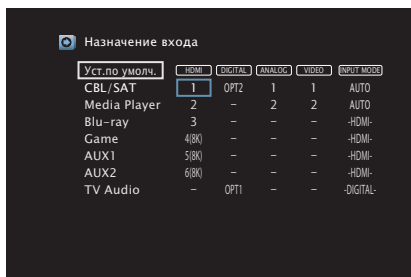 Назначение входа
Уст.по умолч. HDMI DIGITAL ANALOG VIDEO INPUT MODE
CBL/SAT 1 OPT2 1 1 AUTO
Media Player 2 – 2 2 AUTO
Blu-ray 3 – – – -HDMI-
Game 4(8K) – – – -HDMI-
AUX1 5(8K) – – – -HDMI-
AUX2 6(8K) – – – -HDMI-
TV Audio – OPT1 – – -DIGITAL-